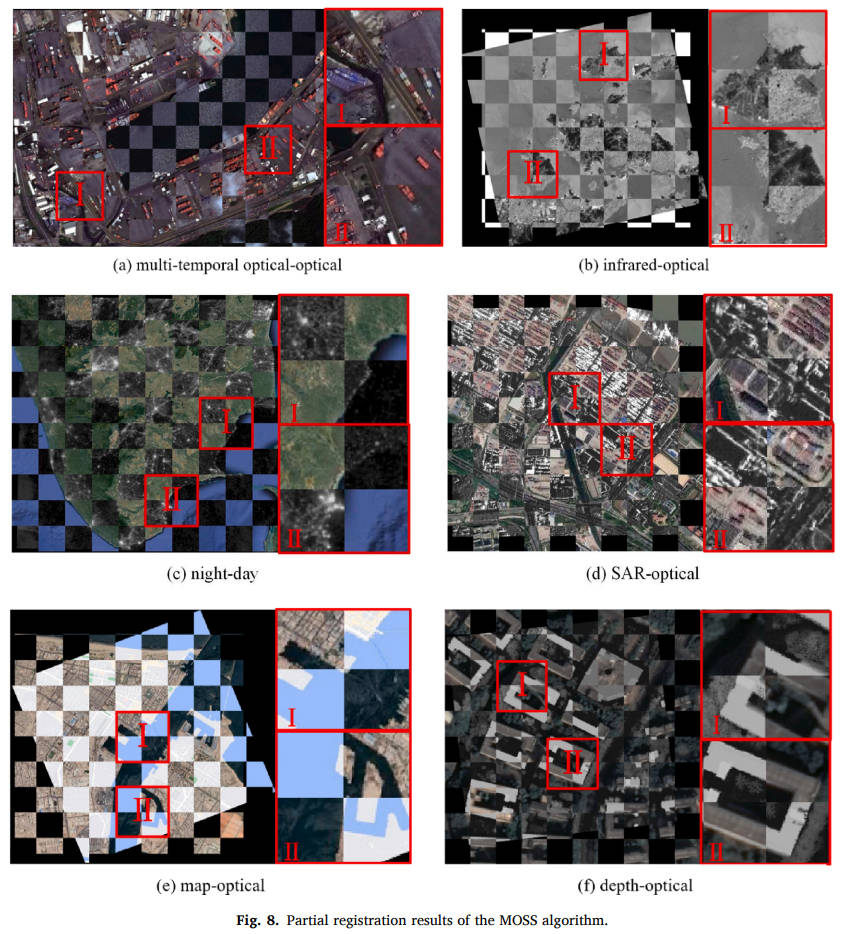 I
II
I
II
(a) multi-temporal optical-optical
I
II
I
II
(b) infrared-optical
I
II
I
II
(c) night-day
I
II
I
II
(d) SAR-optical
I
II
I
II
(e) map-optical
I
II
I
II
(f) depth-optical
Fig. 8. Partial registration results of the MOSS algorithm.